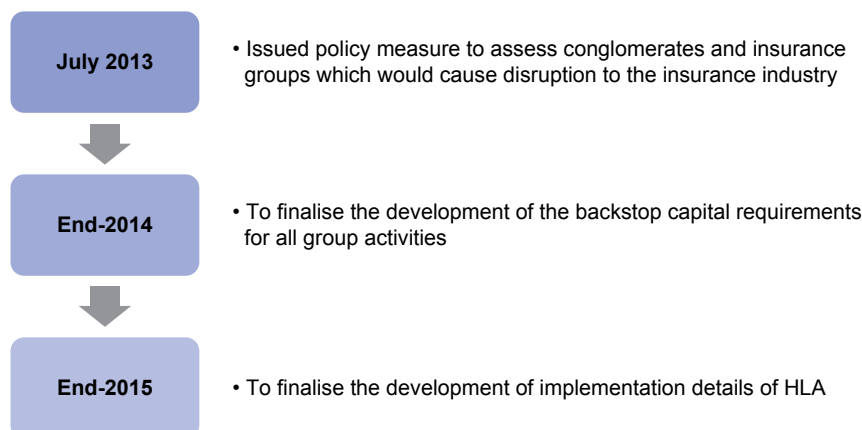 July 2013
• Issued policy measure to assess conglomerates and insurance
groups which would cause disruption to the insurance industry
End-2014
• To finalise the development of the backstop capital requirements
for all group activities
End-2015
• To finalise the development of implementation details of HLA